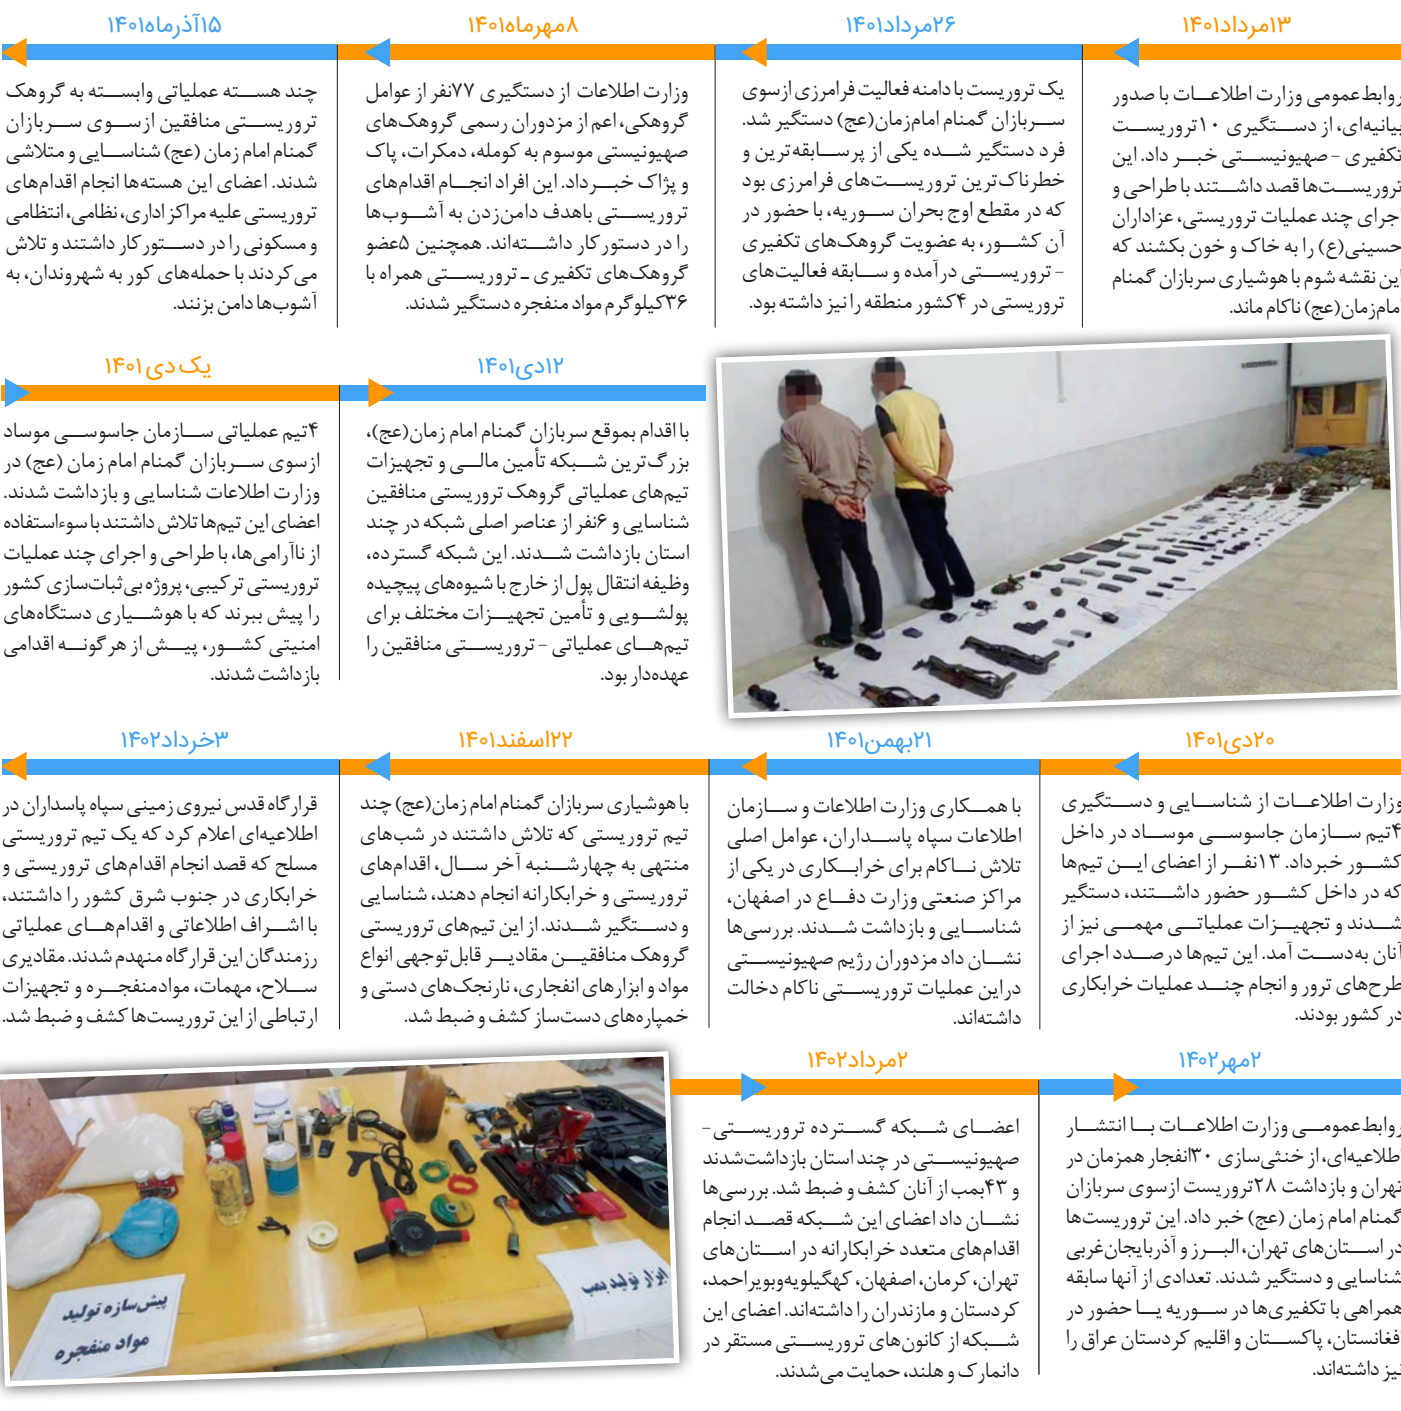 ۱۳مرداد۱۴۰۱
روابط‌عمومی وزارت اطلاعات با صدور
بیانیه‌ای، از دستگیری ۱۰تروریست
تکفیری - صهیونیستی خبر داد. این
تروریست‌ها قصد داشتند با طراحی و
اجرای چند عملیات تروریستی، عزاداران
حسینی(ع) را به خاک و خون بکشند که
این نقشه شوم با هوشیاری سربازان گمنام
امام‌زمان(عج) ناکام ماند.
۲۶مرداد۱۴۰۱
یک تروریست با دامنه فعالیت فرامرزی ازسوی
سربازان گمنام امام‌زمان(عج) دستگیر شد.
فرد دستگیر شده یکی از پرسابقه‌ترین و
خطرناک‌ترین تروریست‌های فرامرزی بود
که در مقطع اوج بحران سوریه، با حضور در
آن کشور، به عضویت گروهک‌های تکفیری
- تروریستی درآمده و سابقه فعالیت‌های
تروریستی در ۴کشور منطقه را نیز داشته بود.
۸مهرماه۱۴۰۱
وزارت اطلاعات از دستگیری ۷۷نفر از عوامل
گروهکی، اعم از مزدوران رسمی گروهک‌های
صهیونیستی موسوم به کومله، دمکرات، پاک
و پژاک خبرداد. این افراد انجام اقدام‌های
تروریستی باهدف دامن‌زدن به آشوب‌ها
را در دستورکار داشته‌اند. همچنین ۵عضو
گروهک‌های تکفیری ـ تروریستی همراه با
۳۶کیلوگرم مواد منفجره دستگیر شدند.
۱۵آذرماه۱۴۰۱
چند هسته عملیاتی وابسته به گروهک
تروریستی منافقین ازسوی سربازان
گمنام امام زمان (عج) شناسایی و متلاشی
شدند. اعضای این هسته‌ها انجام اقدام‌های
تروریستی علیه مراکز اداری، نظامی، انتظامی
و مسکونی را در دستور کار داشتند و تلاش
می‌کردند با حمله‌های کور به شهروندان، به
آشوب‌ها دامن بزنند.
۱۲دی۱۴۰۱
با اقدام بموقع سربازان گمنام امام زمان(عج)،
بزرگ‌ترین شبکه تأمین مالی و تجهیزات
تیم‌های عملیاتی گروهک تروریستی منافقین
شناسایی و ۶نفر از عناصر اصلی شبکه در چند
استان بازداشت شدند. این شبکه گسترده،
وظیفه انتقال پول از خارج با شیوه‌های پیچیده
پولشویی و تأمین تجهیزات مختلف برای
تیم‌های عملیاتی - تروریستی منافقین را
عهده‌دار بود.
یک دی ۱۴۰۱
۴تیم عملیاتی سازمان جاسوسی موساد
ازسوی سربازان گمنام امام زمان (عج) در
وزارت اطلاعات شناسایی و بازداشت شدند.
اعضای این تیم‌ها تلاش داشتند با سوءاستفاده
از ناآرامی‌ها، با طراحی و اجرای چند عملیات
تروریستی ترکیبی، پروژه بی‌ثبات‌سازی کشور
را پیش ببرند که با هوشیاری دستگاه‌های
امنیتی کشور، پیش از هرگونه اقدامی
بازداشت شدند.
۲۰دی۱۴۰۱
وزارت اطلاعات از شناسایی و دستگیری
۴تیم سازمان جاسوسی موساد در داخل
کشور خبرداد. ۱۳نفر از اعضای این تیم‌ها
که در داخل کشور حضور داشتند، دستگیر
شدند و تجهیزات عملیاتی مهمی نیز از
آنان به‌دست آمد. این تیم‌ها درصدد اجرای
طرح‌های ترور و انجام چند عملیات خرابکاری
در کشور بودند.
۲۱بهمن۱۴۰۱
با همکاری وزارت اطلاعات و سازمان
اطلاعات سپاه پاسداران، عوامل اصلی
تلاش ناکام برای خرابکاری در یکی از
مراکز صنعتی وزارت دفاع در اصفهان،
شناسایی و بازداشت شدند. بررسی‌ها
نشان داد مزدوران رژیم صهیونیستی
دراین عملیات تروریستی ناکام دخالت
داشته‌اند.
۲۲اسفند۱۴۰۱
با هوشیاری سربازان گمنام امام زمان(عج) چند
تیم تروریستی که تلاش داشتند در شب‌های
منتهی به چهارشنبه آخر سال، اقدام‌های
تروریستی و خرابکارانه انجام دهند، شناسایی
و دستگیر شدند. از این تیم‌های تروریستی
گروهک منافقین مقادیر قابل‌توجهی انواع
مواد و ابزارهای انفجاری، نارنجک‌های دستی و
خمپاره‌های دست‌ساز کشف و ضبط شد.
۳خرداد۱۴۰۲
قرارگاه قدس نیروی زمینی سپاه پاسداران در
اطلاعیه‌ای اعلام کرد که یک تیم تروریستی
مسلح که قصد انجام اقدام‌های تروریستی و
خرابکاری در جنوب شرق کشور را داشتند،
با اشراف اطلاعاتی و اقدام‌های عملیاتی
رزمندگان این قرارگاه منهدم شدند. مقادیری
سلاح، مهمات، موادمنفجره و تجهیزات
ارتباطی از این تروریست‌ها کشف و ضبط شد.
۲مهر۱۴۰۲
روابط‌عمومی وزارت اطلاعات با انتشار
اطلاعیه‌ای، از خنثی‌سازی ۳۰انفجار همزمان در
تهران و بازداشت ۲۸تروریست ازسوی سربازان
گمنام امام زمان (عج) خبر داد. این تروریست‌ها
در استان‌های تهران، البرز و آذربایجان‌غربی
شناسایی و دستگیر شدند. تعدادی از آنها سابقه
همراهی با تکفیری‌ها در سوریه یا حضور در
افغانستان، پاکستان و اقلیم کردستان عراق را
نیز داشته‌اند.
۲مرداد۱۴۰۲
اعضای شبکه گسترده تروریستی-
صهیونیستی در چند استان بازداشت‌شدند
و ۴۳بمب از آنان کشف و ضبط شد. بررسی‌ها
نشان داد اعضای این شبکه قصد انجام
اقدام‌های متعدد خرابکارانه در استان‌های
تهران، کرمان، اصفهان، کهگیلویه‌وبویراحمد،
کردستان و مازندران را داشته‌اند. اعضای این
شبکه از کانون‌های تروریستی مستقر در
دانمارک و هلند، حمایت می‌شدند.
ابزار تولید بمب
پیش‌سازه تولید
مواد منفجره